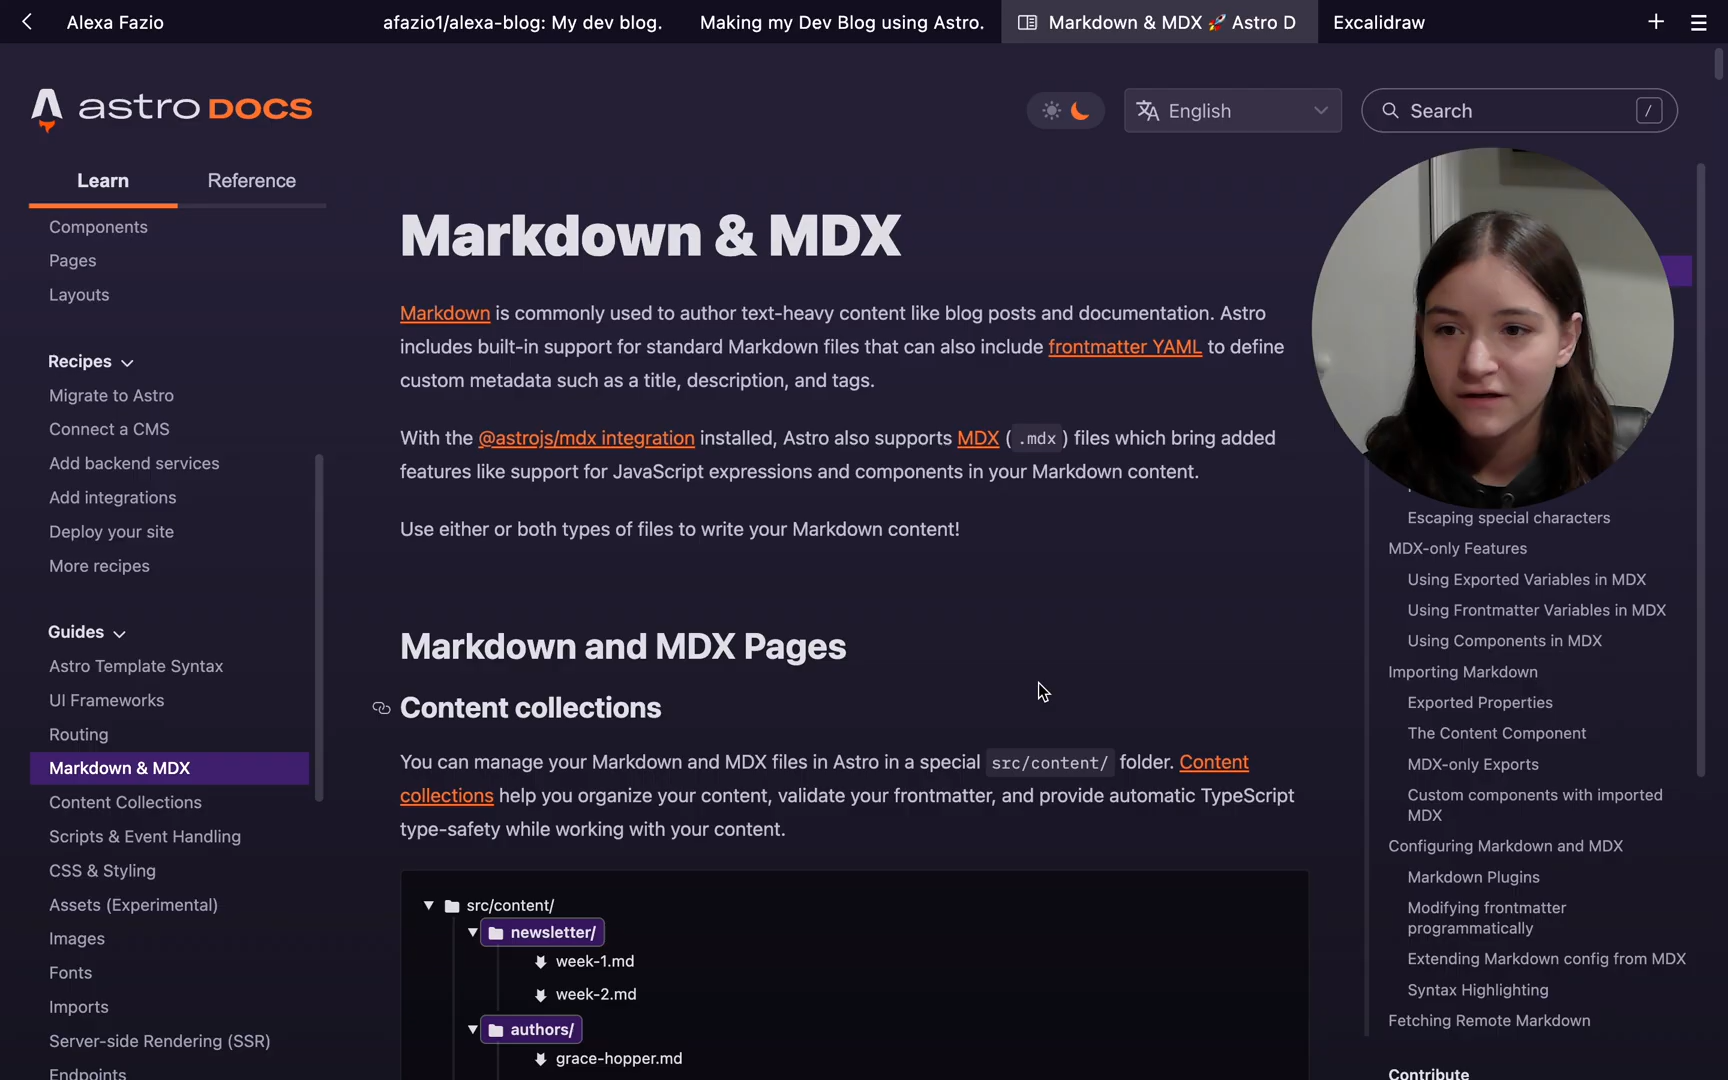 Alexa Fazio
afazio1/alexa-blog: My dev blog.
Making my Dev Blog using Astro.
Markdown & MDX 🚀 Astro D
Excalidraw
astro DOCS
English
Search
/
Learn
Reference
Components
Pages
Layouts
Recipes
Migrate to Astro
Connect a CMS
Add backend services
Add integrations
Deploy your site
More recipes
Guides
Astro Template Syntax
UI Frameworks
Routing
Markdown & MDX
Content Collections
Scripts & Event Handling
CSS & Styling
Assets (Experimental)
Images
Fonts
Imports
Server-side Rendering (SSR)
Endpoints
Markdown & MDX
Markdown is commonly used to author text-heavy content like blog posts and documentation. Astro
includes built-in support for standard Markdown files that can also include frontmatter YAML to define
custom metadata such as a title, description, and tags.
With the @astrojs/mdx integration installed, Astro also supports MDX ( .mdx ) files which bring added
features like support for JavaScript expressions and components in your Markdown content.
Use either or both types of files to write your Markdown content!
Markdown and MDX Pages
Content collections
You can manage your Markdown and MDX files in Astro in a special src/content/ folder. Content
collections help you organize your content, validate your frontmatter, and provide automatic TypeScript
type-safety while working with your content.
src/content/
newsletter/
week-1.md
week-2.md
authors/
grace-hopper.md
Escaping special characters
MDX-only Features
Using Exported Variables in MDX
Using Frontmatter Variables in MDX
Using Components in MDX
Importing Markdown
Exported Properties
The Content Component
MDX-only Exports
Custom components with imported
MDX
Configuring Markdown and MDX
Markdown Plugins
Modifying frontmatter
programmatically
Extending Markdown config from MDX
Syntax Highlighting
Fetching Remote Markdown
Contribute